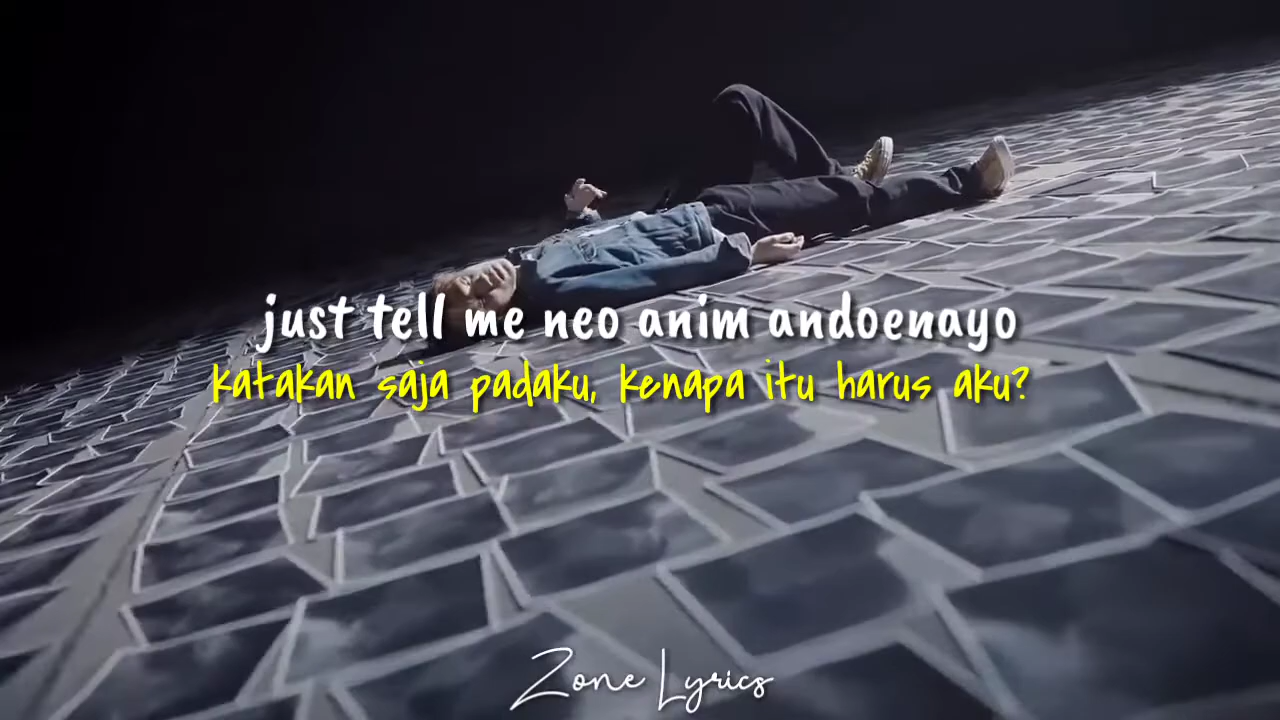 just tell me neo anim andoenayo
katakan saja padaku, kenapa itu harus aku?
Zone Lyrics